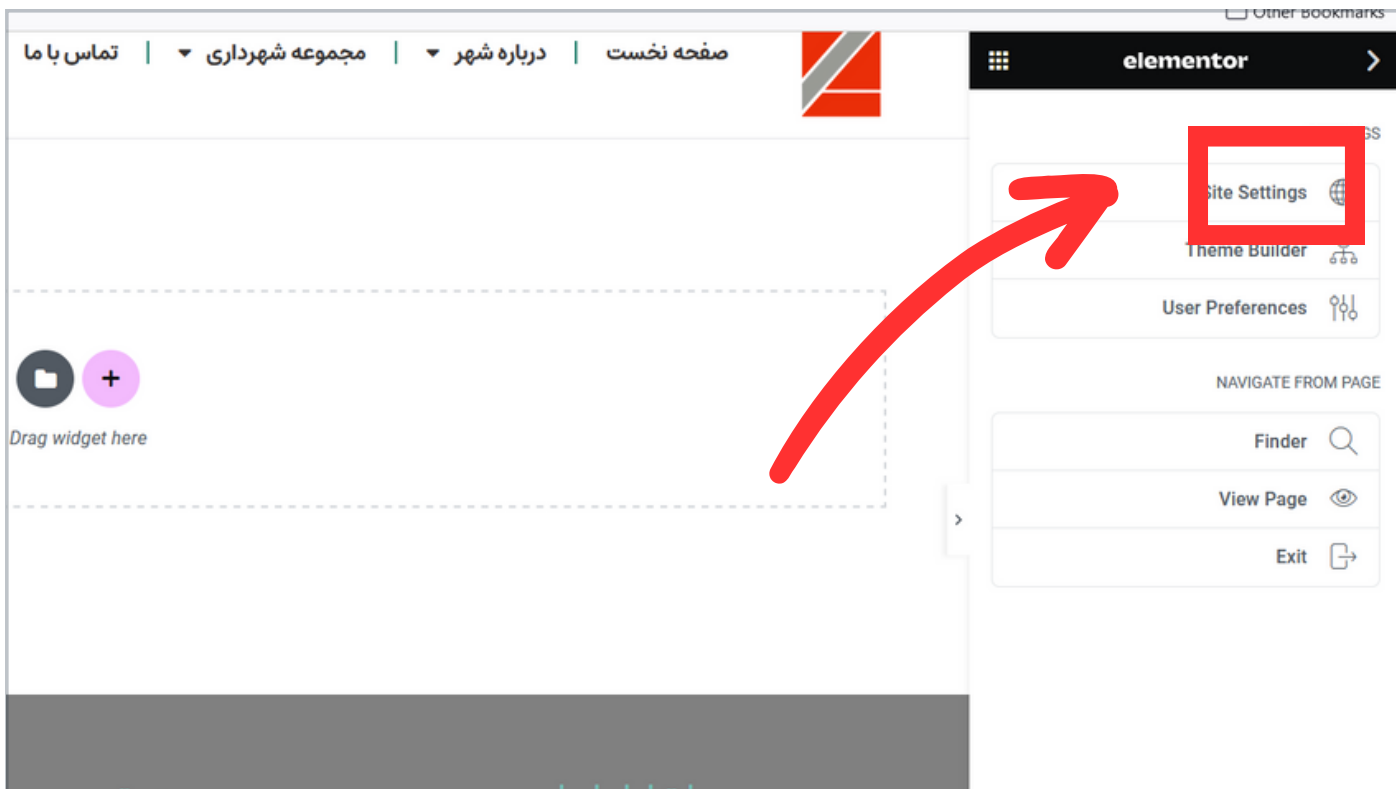 Other Bookmarks
صفحه نخست | درباره شهر | مجموعه شهرداری | تماس با ما
elementor
Site Settings
Theme Builder
User Preferences
NAVIGATE FROM PAGE
Finder
View Page
Exit
Drag widget here